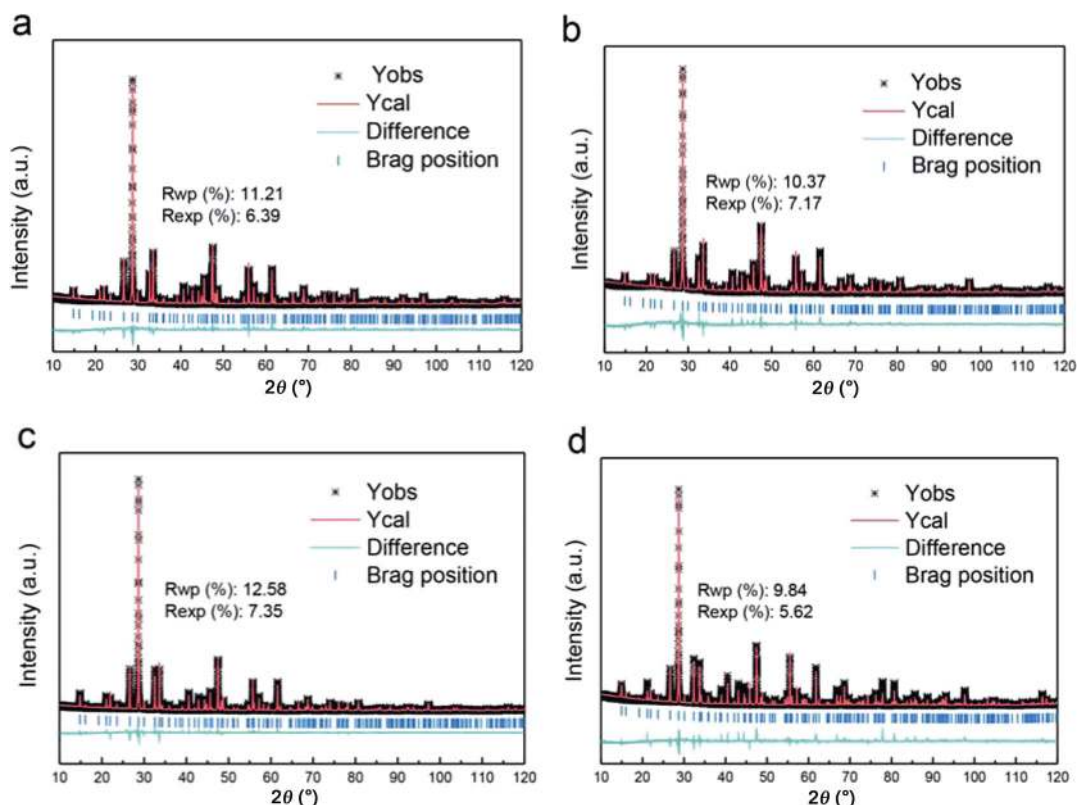 a
Yobs
Ycal
Difference
Brag position
Rwp (%): 11.21
Rexp (%): 6.39
Intensity (a.u.)
10 20 30 40 50 60 70 80 90 100 110 120
2θ (°)
b
Yobs
Ycal
Difference
Brag position
Rwp (%): 10.37
Rexp (%): 7.17
Intensity (a.u.)
10 20 30 40 50 60 70 80 90 100 110 120
2θ (°)
c
Yobs
Ycal
Difference
Brag position
Rwp (%): 12.58
Rexp (%): 7.35
Intensity (a.u.)
10 20 30 40 50 60 70 80 90 100 110 120
2θ (°)
d
Yobs
Ycal
Difference
Brag position
Rwp (%): 9.84
Rexp (%): 5.62
Intensity (a.u.)
10 20 30 40 50 60 70 80 90 100 110 120
2θ (°)